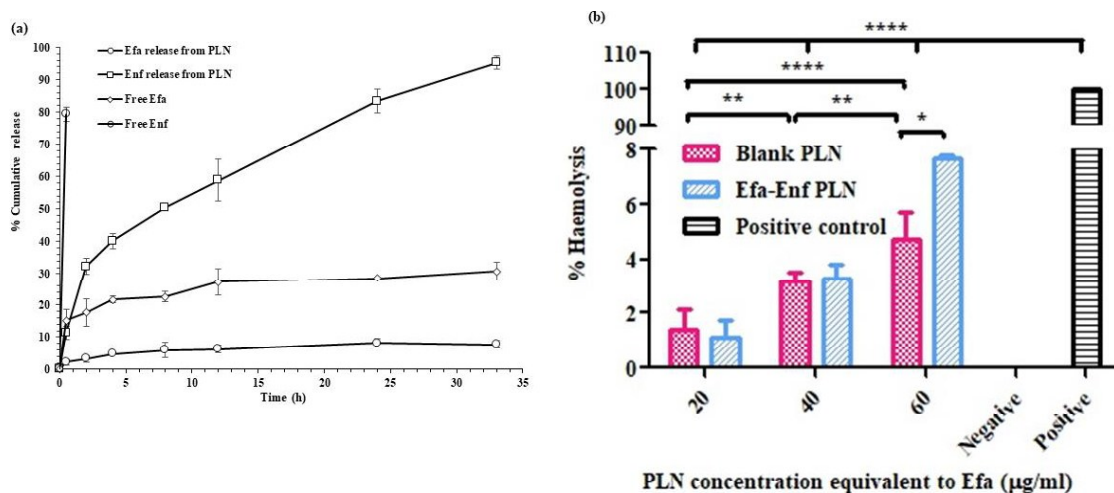 (a)
Efa release from PLN
Enf release from PLN
Free Efa
Free Enf
% Cumulative release
100
90
80
70
60
50
40
30
20
10
0
0 5 10 15 20 25 30 35
Time (h)
(b)
****
****
** **
*
% Haemolysis
110
100
90
8
6
4
2
0
Blank PLN
Efa-Enf PLN
Positive control
20 40 60 Negative Positive
PLN concentration equivalent to Efa (µg/ml)